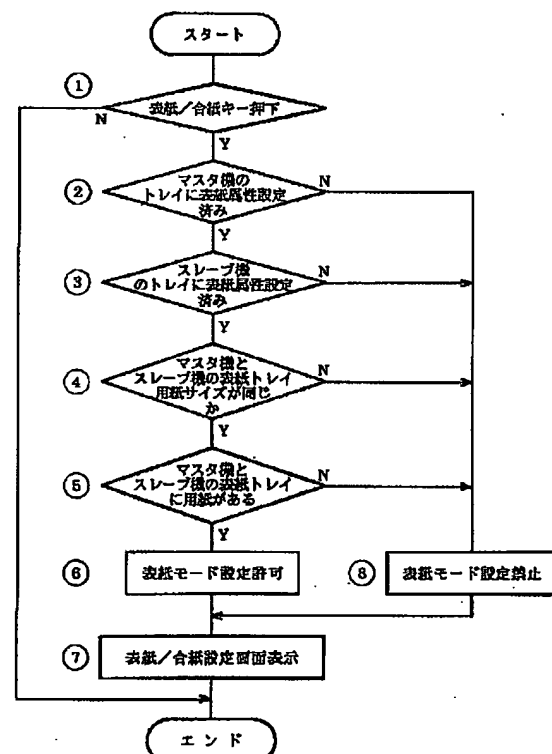 スタート
①
表紙／合紙キー押下
N
Y
②
マスタ機の
トレイに表紙属性設定
済み
N
Y
③
スレーブ機
のトレイに表紙属性設定
済み
N
Y
④
マスタ機と
スレーブ機の表紙トレイ
用紙サイズが同じ
か
N
Y
⑤
マスタ機と
スレーブ機の表紙トレイ
に用紙がある
N
Y
⑥
表紙モード設定許可
⑧
表紙モード設定禁止
⑦
表紙／合紙設定画面表示
エンド